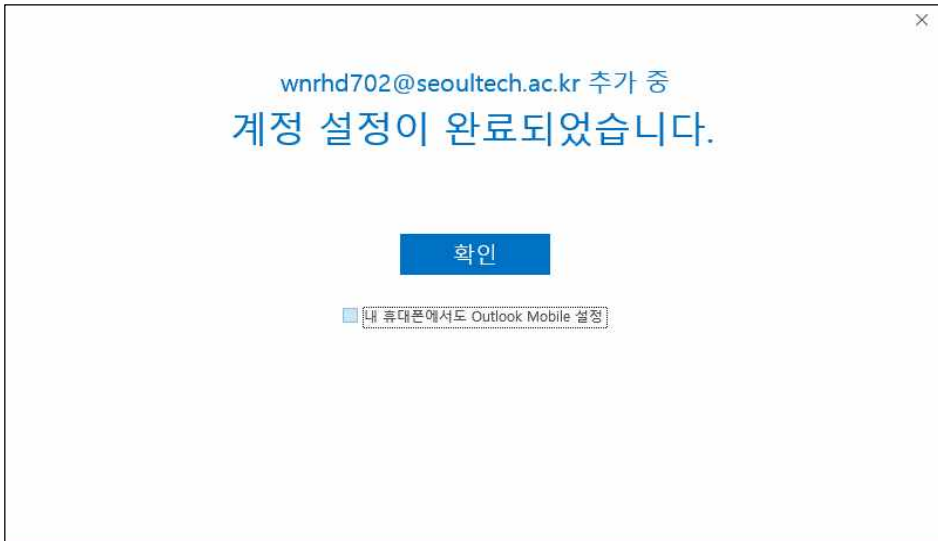 wnrhd702@seoultech.ac.kr 추가 중
계정 설정이 완료되었습니다.
확인
내 휴대폰에서도 Outlook Mobile 설정